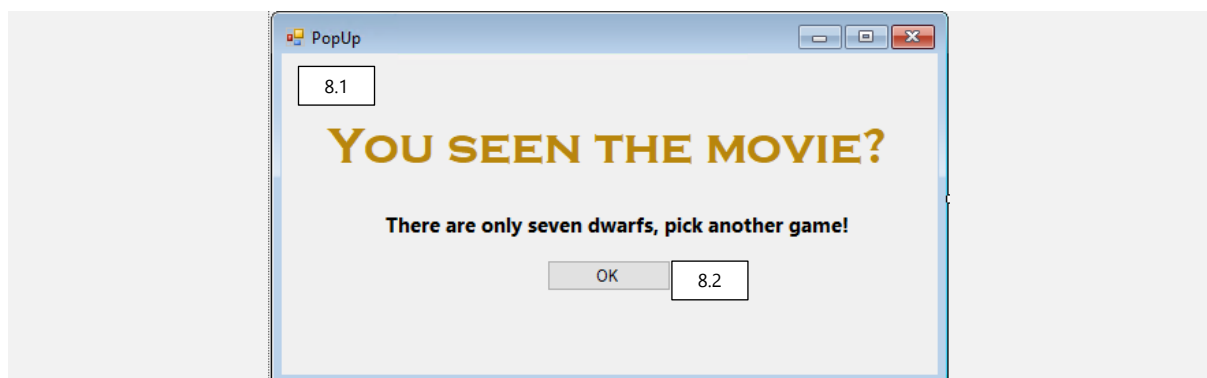 PopUp
8.1
You seen the movie?
There are only seven dwarfs, pick another game!
OK
8.2